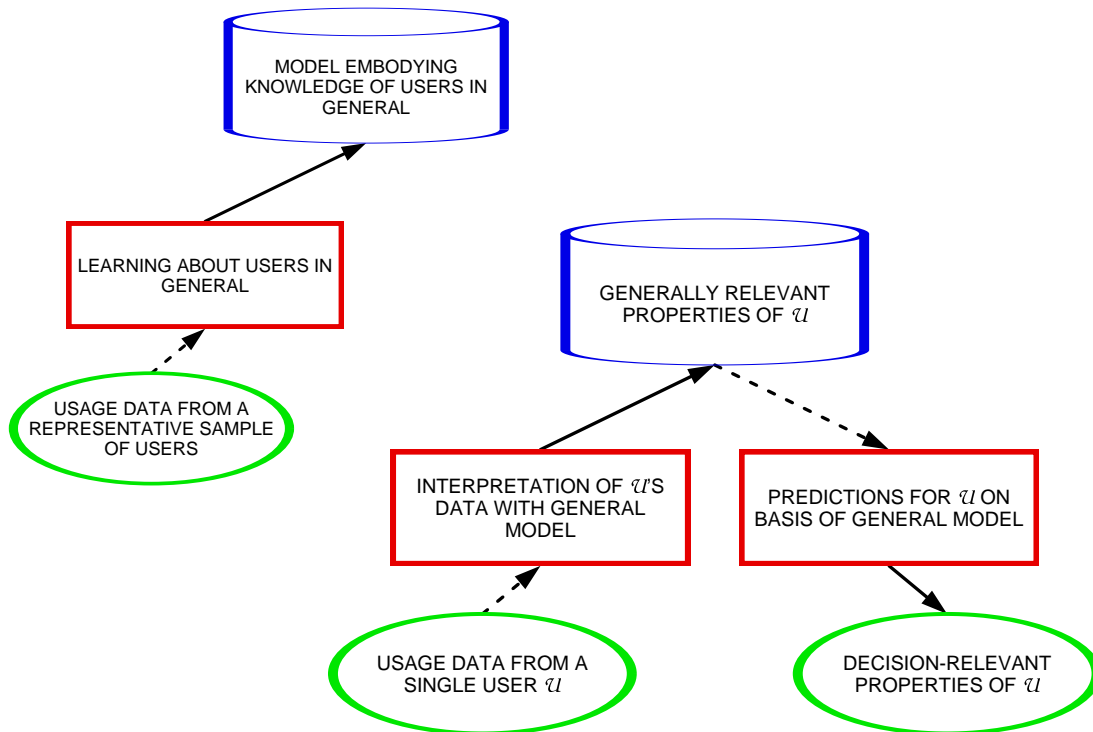 MODEL EMBODYING
KNOWLEDGE OF USERS IN
GENERAL
LEARNING ABOUT USERS IN
GENERAL
USAGE DATA FROM A
REPRESENTATIVE SAMPLE
OF USERS
GENERALLY RELEVANT
PROPERTIES OF 𝒰
INTERPRETATION OF 𝒰'S
DATA WITH GENERAL
MODEL
PREDICTIONS FOR 𝒰 ON
BASIS OF GENERAL MODEL
USAGE DATA FROM A
SINGLE USER 𝒰
DECISION-RELEVANT
PROPERTIES OF 𝒰